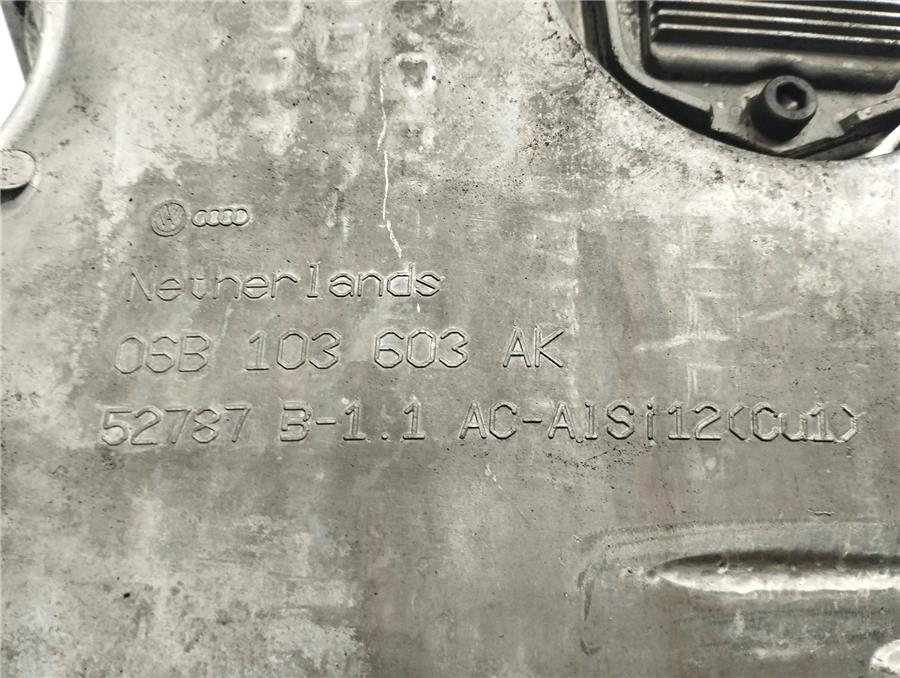 Netherlands
06B 103 603 AK
52787 B-1.1 AC-AlSi12(Cu1)